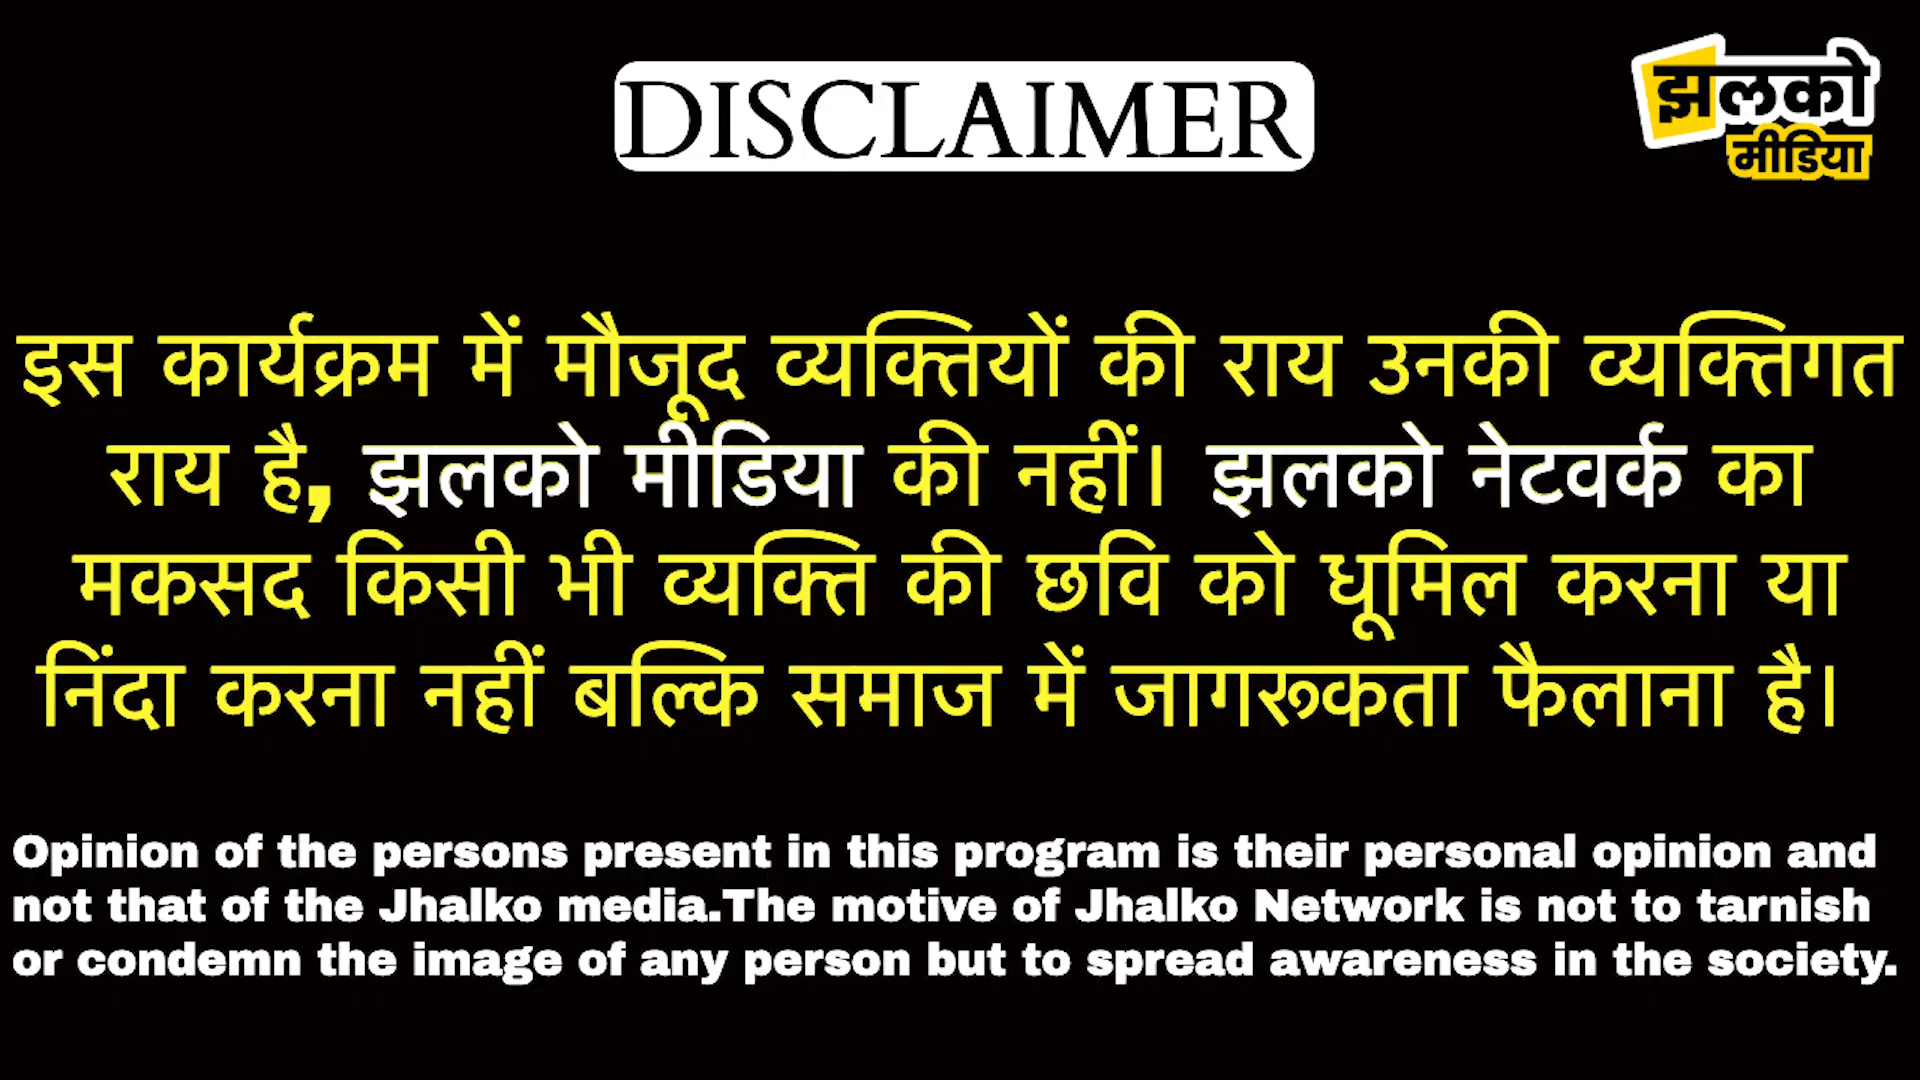 DISCLAIMER
झलको
मीडिया
इस कार्यक्रम में मौजूद व्यक्तियों की राय उनकी व्यक्तिगत
राय है, झलको मीडिया की नहीं। झलको नेटवर्क का
मकसद किसी भी व्यक्ति की छवि को धूमिल करना या
निंदा करना नहीं बल्कि समाज में जागरूकता फैलाना है।
Opinion of the persons present in this program is their personal opinion and
not that of the Jhalko media.The motive of Jhalko Network is not to tarnish
or condemn the image of any person but to spread awareness in the society.